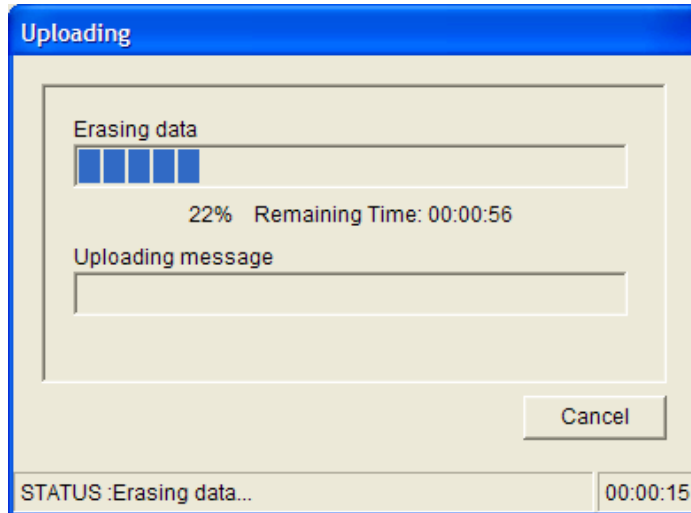 Uploading
Erasing data
22% Remaining Time: 00:00:56
Uploading message
Cancel
STATUS :Erasing data... 00:00:15